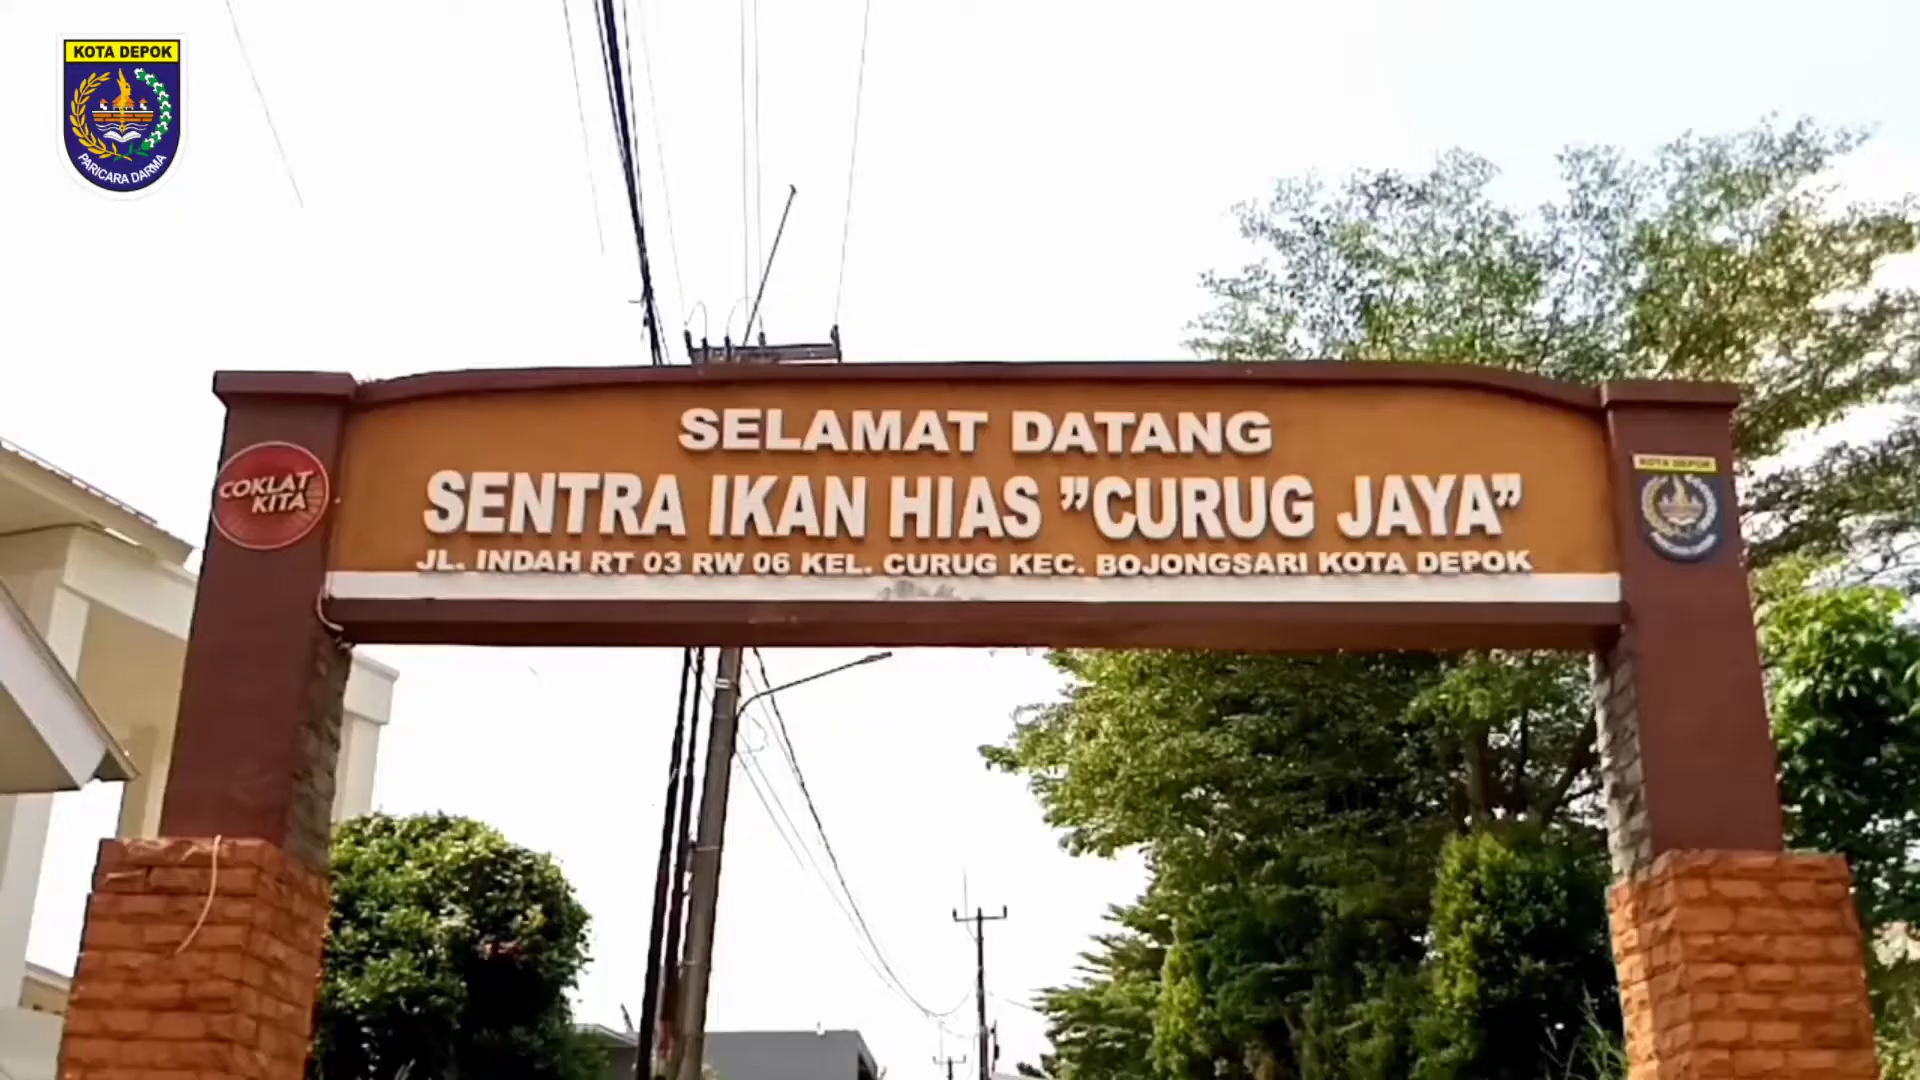 KOTA DEPOK
PARICARA DARMA
SELAMAT DATANG
SENTRA IKAN HIAS "CURUG JAYA"
JL. INDAH RT 03 RW 06 KEL. CURUG KEC. BOJONGSARI KOTA DEPOK
COKLAT
KITA
KOTA DEPOK